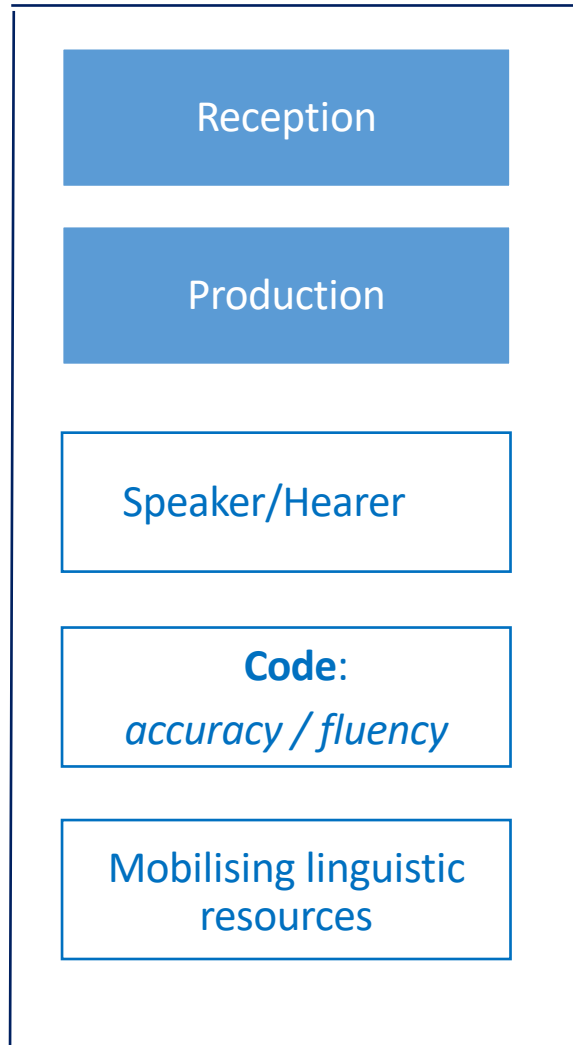 Reception
Production
Speaker/Hearer
Code:
accuracy / fluency
Mobilising linguistic
resources